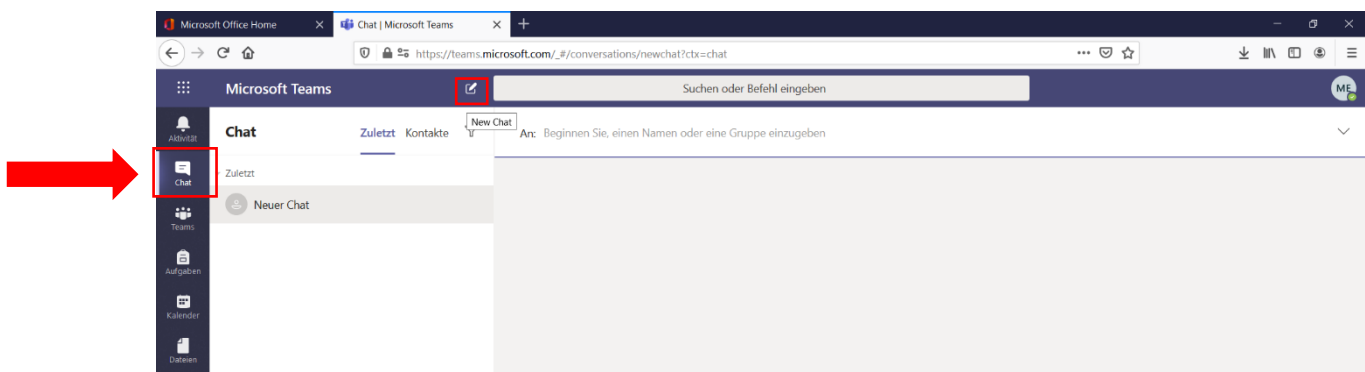 Microsoft Office Home
Chat | Microsoft Teams
https://teams.microsoft.com/_#/conversations/newchat?ctx=chat
Microsoft Teams
Suchen oder Befehl eingeben
ME
New Chat
Aktivität
Chat
Zuletzt Kontakte
An: Beginnen Sie, einen Namen oder eine Gruppe einzugeben
Chat
Zuletzt
Neuer Chat
Teams
Aufgaben
Kalender
Dateien